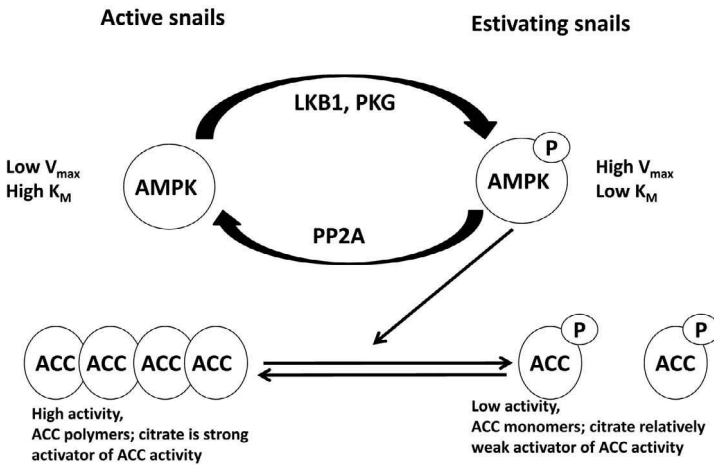 Active snails
Estivating snails
LKB1, PKG
P
Low Vmax
High KM
AMPK
AMPK
High Vmax
Low KM
PP2A
P
P
ACC ACC ACC ACC
ACC
ACC
High activity,
ACC polymers; citrate is strong
activator of ACC activity
Low activity,
ACC monomers; citrate relatively
weak activator of ACC activity